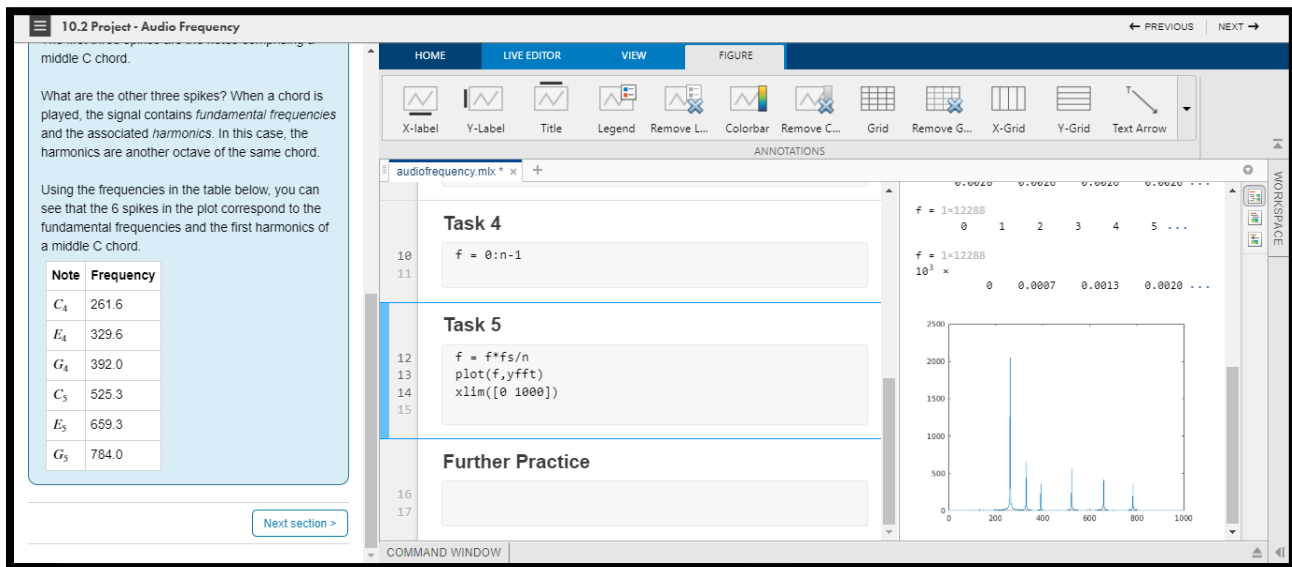 10.2 Project - Audio Frequency
← PREVIOUS
NEXT →
middle C chord.
What are the other three spikes? When a chord is
played, the signal contains fundamental frequencies
and the associated harmonics. In this case, the
harmonics are another octave of the same chord.
Using the frequencies in the table below, you can
see that the 6 spikes in the plot correspond to the
fundamental frequencies and the first harmonics of
a middle C chord.
Note Frequency
C4 261.6
E4 329.6
G4 392.0
C5 525.3
E5 659.3
G5 784.0
Next section >
HOME LIVE EDITOR VIEW FIGURE
X-label Y-Label Title Legend Remove L... Colorbar Remove C... Grid Remove G... X-Grid Y-Grid Text Arrow
ANNOTATIONS
audiofrequency.mlx * × +
Task 4
10 f = 0:n-1
11
Task 5
12 f = f*fs/n
13 plot(f,yfft)
14 xlim([0 1000])
15
Further Practice
16
17
f = 1×12288
0 1 2 3 4 5 ...
f = 1×12288
10³ ×
0 0.0007 0.0013 0.0020 ...
2500
2000
1500
1000
500
0
0 200 400 600 800 1000
WORKSPACE
COMMAND WINDOW